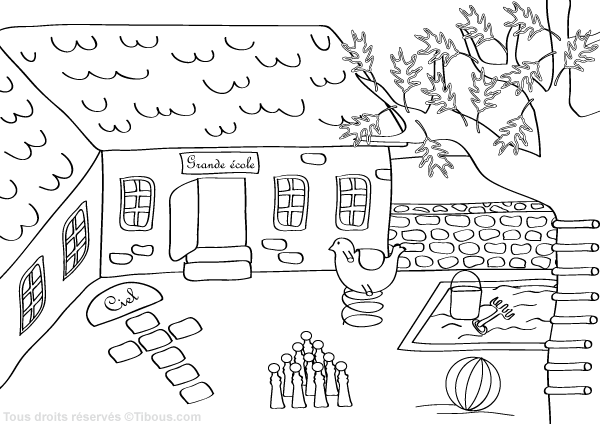 Grande école
Ciel
Tous droits réservés ©Tibous.com